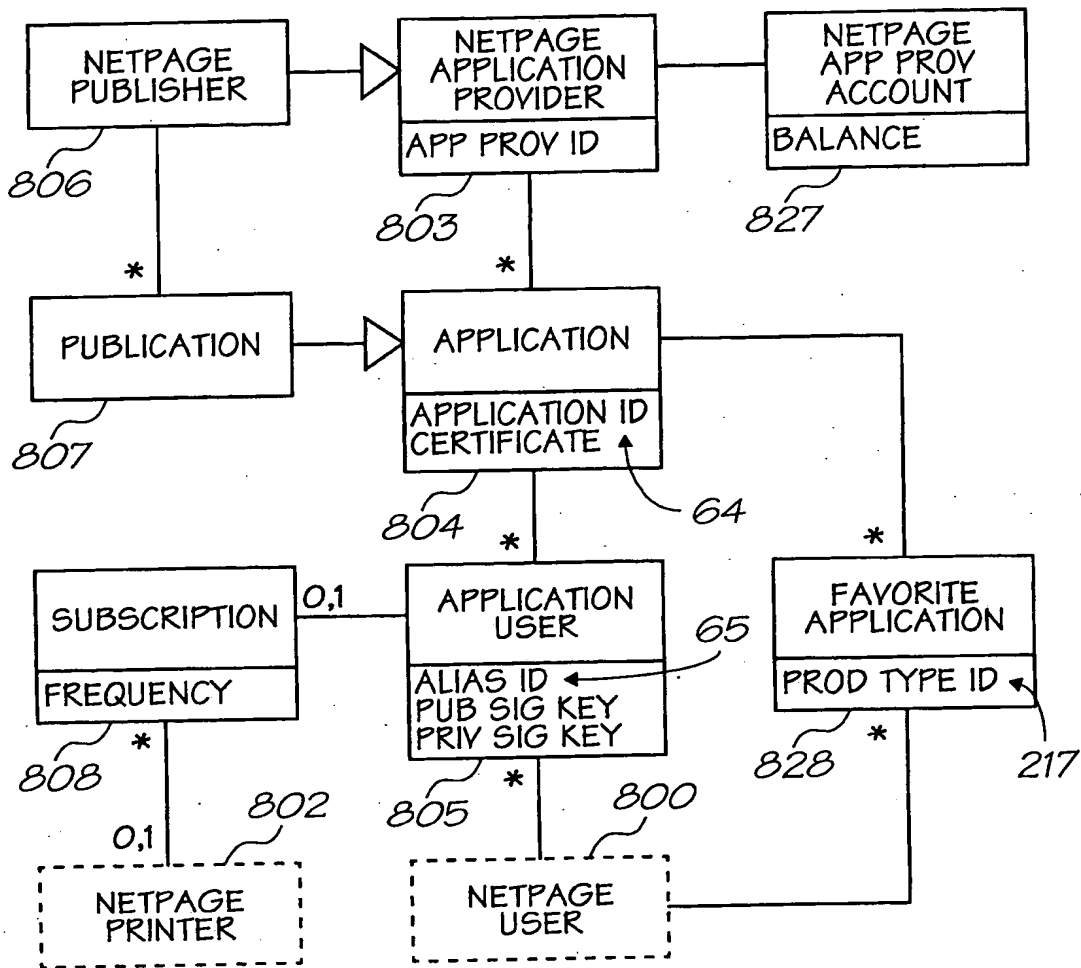 NETPAGE
PUBLISHER
806
NETPAGE
APPLICATION
PROVIDER
APP PROV ID
803
NETPAGE
APP PROV
ACCOUNT
BALANCE
827
*
*
PUBLICATION
807
APPLICATION
APPLICATION ID
CERTIFICATE
804
64
*
*
SUBSCRIPTION
FREQUENCY
808
0,1
APPLICATION
USER
ALIAS ID
PUB SIG KEY
PRIV SIG KEY
805
65
FAVORITE
APPLICATION
PROD TYPE ID
828
217
*
*
*
0,1
802
800
NETPAGE
PRINTER
NETPAGE
USER